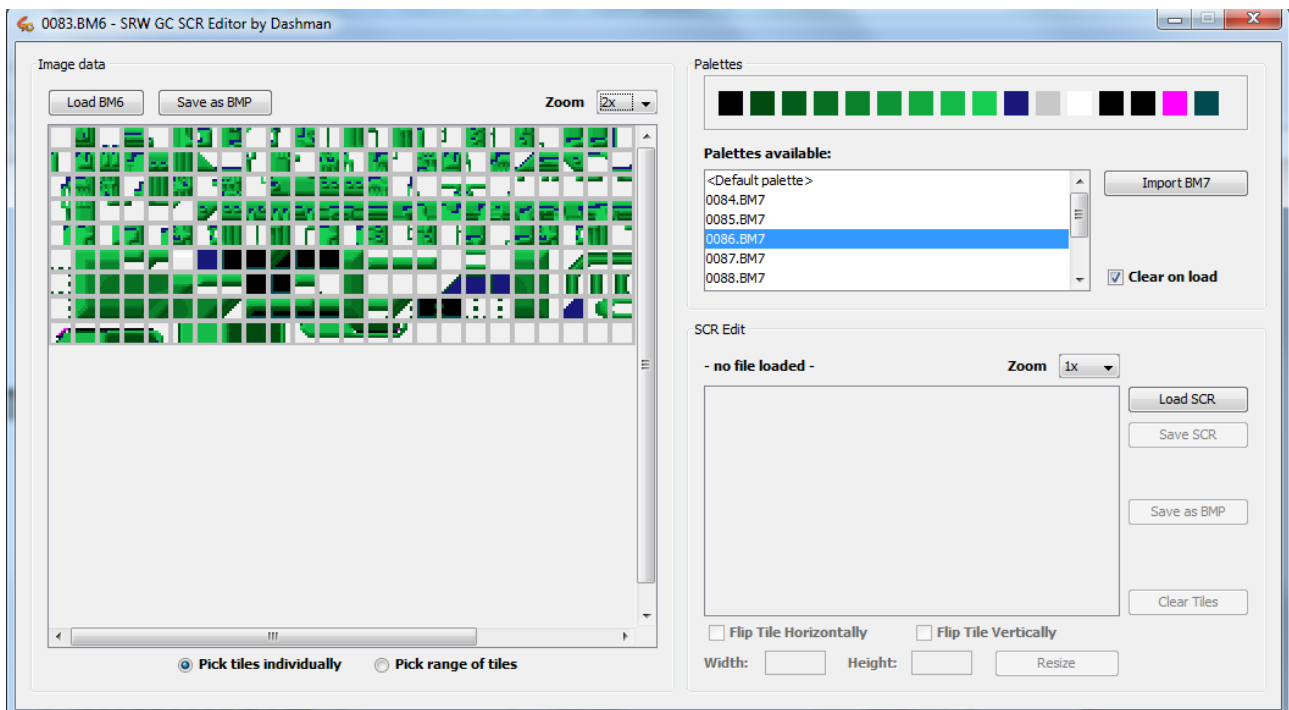 0083.BM6 - SRW GC SCR Editor by Dashman
Image data
Load BM6
Save as BMP
Zoom
2x
Pick tiles individually
Pick range of tiles
Palettes
Palettes available:
<Default palette>
0084.BM7
0085.BM7
0086.BM7
0087.BM7
0088.BM7
Import BM7
Clear on load
SCR Edit
- no file loaded -
Zoom
1x
Load SCR
Save SCR
Save as BMP
Clear Tiles
Flip Tile Horizontally
Flip Tile Vertically
Width:
Height:
Resize